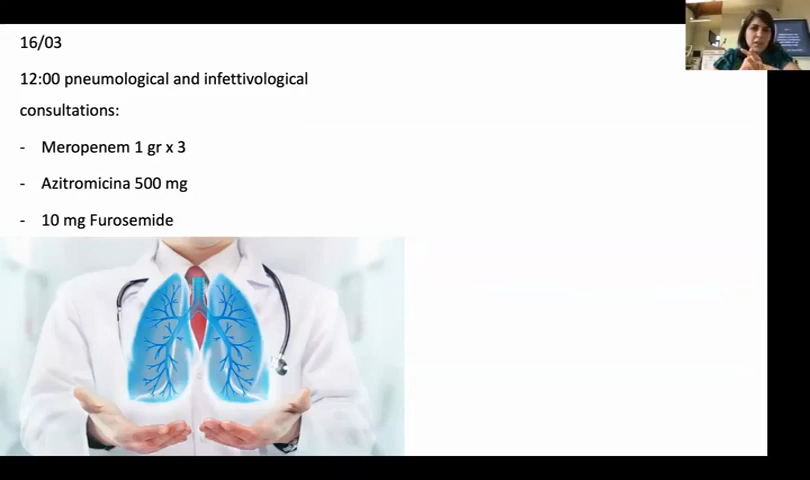 16/03
12:00 pneumological and infettivological
consultations:
- Meropenem 1 gr x 3
- Azitromicina 500 mg
- 10 mg Furosemide